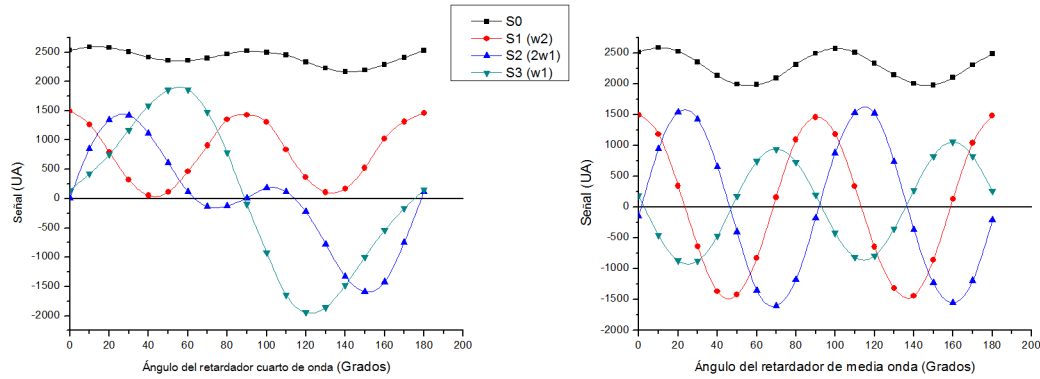 S0
S1 (w2)
S2 (2w1)
S3 (w1)
Señal (UA)
2500
2000
1500
1000
500
0
-500
-1000
-1500
-2000
0 20 40 60 80 100 120 140 160 180 200
Ángulo del retardador cuarto de onda (Grados)
Señal (UA)
2500
2000
1500
1000
500
0
-500
-1000
-1500
-2000
0 20 40 60 80 100 120 140 160 180 200
Ángulo del retardador de media onda (Grados)